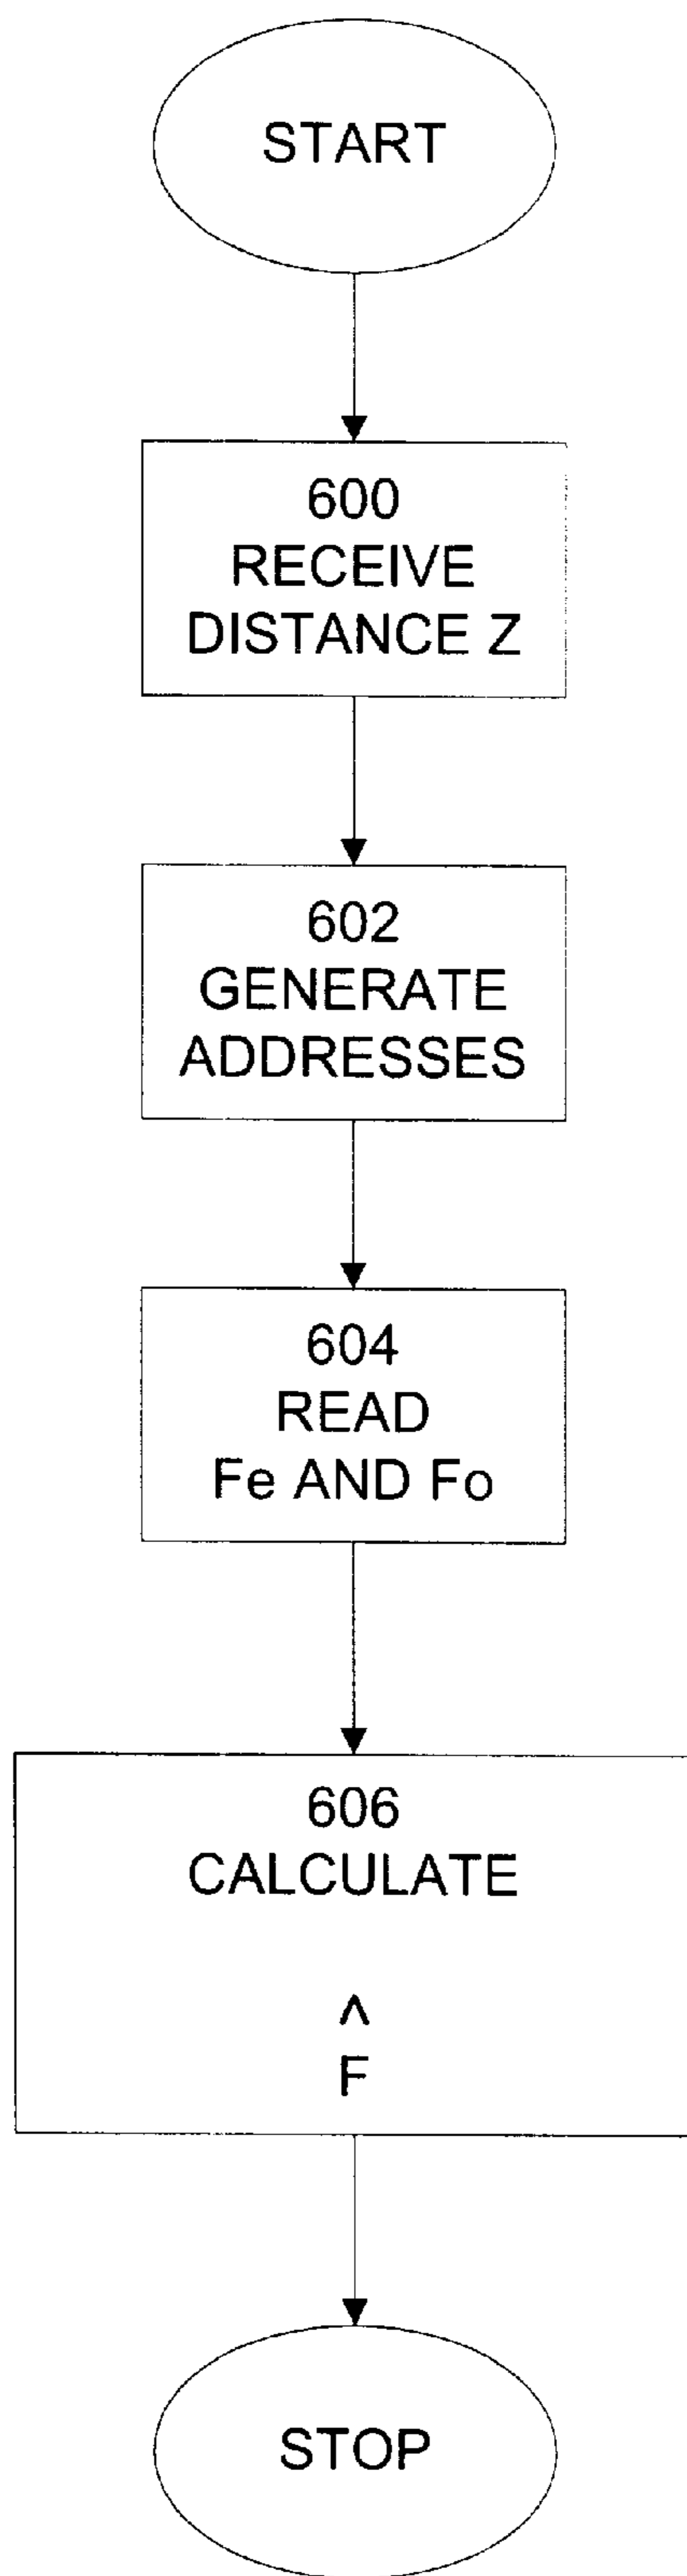 START
600
RECEIVE
DISTANCE Z
602
GENERATE
ADDRESSES
604
READ
Fe AND Fo
606
CALCULATE
^
F
STOP